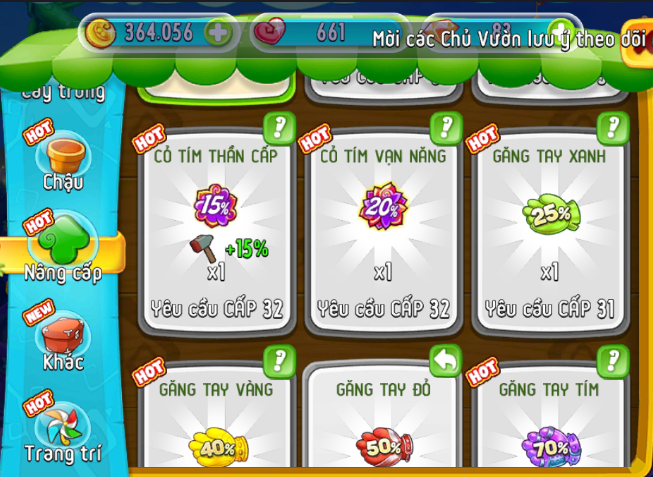 364.056
661
83
Mời các Chủ Vườn lưu ý theo dõi
Cây trồng
HOT
Chậu
HOT
Nâng cấp
NEW
Khác
HOT
Trang trí
HOT
CỎ TÍM THẦN CẤP
?
15%
+15%
x1
Yêu cầu CẤP 32
HOT
CỎ TÍM VẠN NĂNG
?
20%
x1
Yêu cầu CẤP 32
HOT
GĂNG TAY XANH
?
25%
x1
Yêu cầu CẤP 31
HOT
GĂNG TAY VÀNG
?
40%
GĂNG TAY ĐỎ
50%
HOT
GĂNG TAY TÍM
?
70%